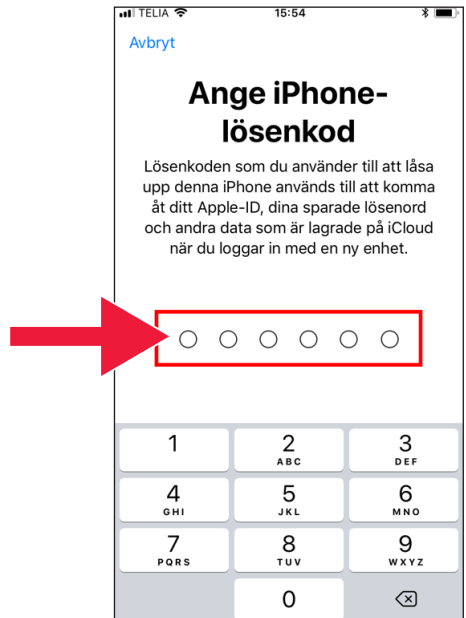 TELIA 15:54
Avbryt
Ange iPhone-
lösenkod
Lösenkoden som du använder till att låsa
upp denna iPhone används till att komma
åt ditt Apple-ID, dina sparade lösenord
och andra data som är lagrade på iCloud
när du loggar in med en ny enhet.
1 2 3
ABC DEF
4 5 6
GHI JKL MNO
7 8 9
PQRS TUV WXYZ
0